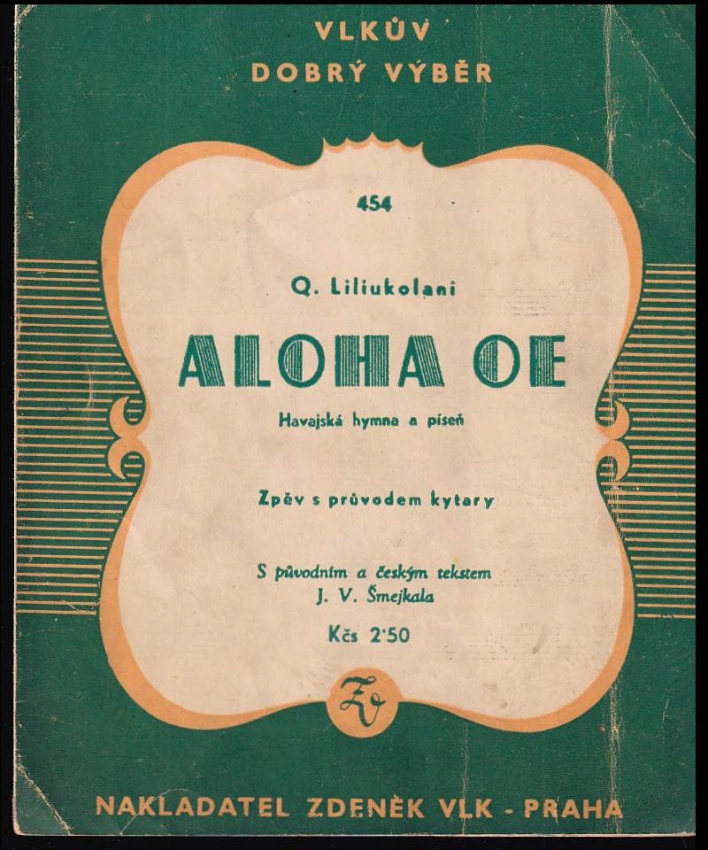 VLKŮV
DOBRÝ VÝBĚR
454
Q. Liliukolani
ALOHA OE
Havajská hymna a píseň
Zpěv s průvodem kytary
S původním a českým tekstem
J. V. Šmejkala
Kčs 2·50
Zv
NAKLADATEL ZDENĚK VLK - PRAHA